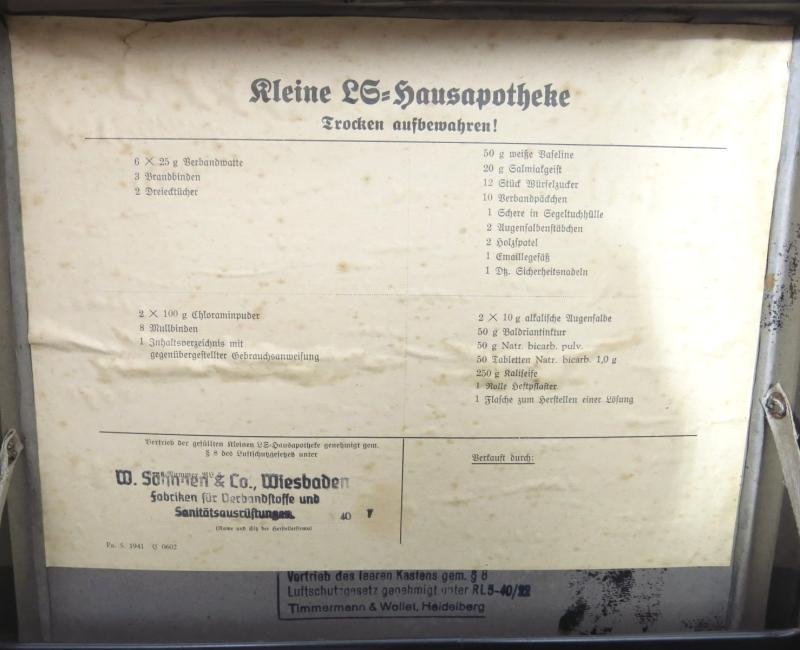 Kleine LS-Hausapotheke
Trocken aufbewahren!
6 × 25 g Verbandwatte
3 Brandbinden
2 Dreiecktücher
50 g weiße Vaseline
20 g Salmiakgeist
12 Stück Würfelzucker
10 Verbandpäckchen
1 Schere in Segeltuchhülle
2 Augensalbenstäbchen
2 Holzspatel
1 Emaillegefäß
1 Dtz. Sicherheitsnadeln
2 × 100 g Chloraminpuder
8 Mullbinden
1 Inhaltsverzeichnis mit
gegenübergestellter Gebrauchsanweisung
2 × 10 g alkalische Augensalbe
50 g Baldriantinktur
50 g Natr. bicarb. pulv.
50 Tabletten Natr. bicarb. 1,0 g
250 g Kaliseife
1 Rolle Heftpflaster
1 Flasche zum Herstellen einer Lösung
Vertrieb der gefüllten Kleinen LS-Hausapotheke genehmigt gem.
§ 8 des Luftschutzgesetzes unter
W. Söhngen & Co., Wiesbaden
Fabriken für Verbandstoffe und
Sanitätsausrüstungen
40 7
(Name und Sitz der Herstellerfirma)
Verkauft durch:
1941 0602
Vertrieb des leeren Kastens gem. § 8
Luftschutzgesetz genehmigt unter RL5-40/
Timmermann & Wollel, Heidelberg